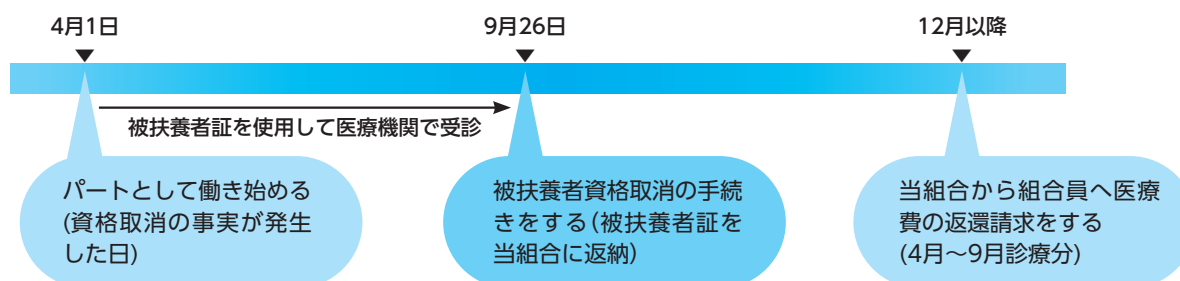 4月1日
9月26日
12月以降
被扶養者証を使用して医療機関で受診
パートとして働き始める
(資格取消の事実が発生
した日)
被扶養者資格取消の手続
きをする(被扶養者証を
当組合に返納)
当組合から組合員へ医療
費の返還請求をする
(4月～9月診療分)